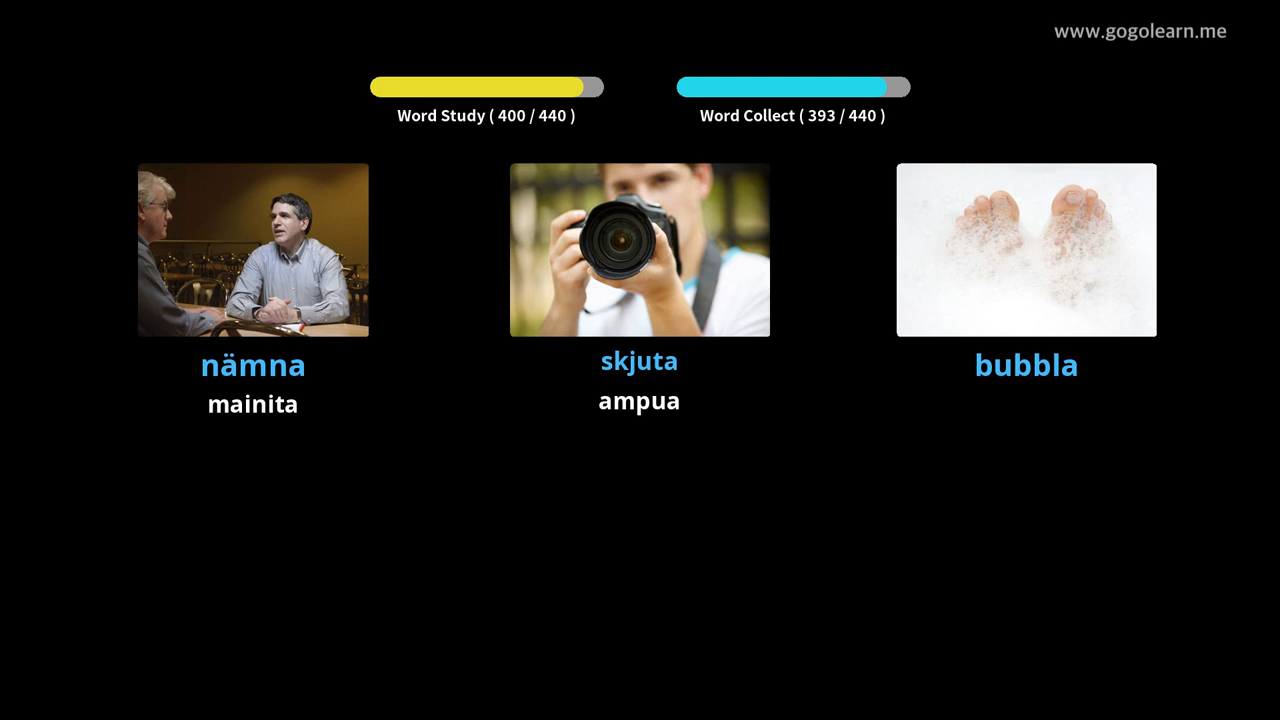 www.gogolearn.me
Word Study ( 400 / 440 )
Word Collect ( 393 / 440 )
nämna
mainita
skjuta
ampua
bubbla